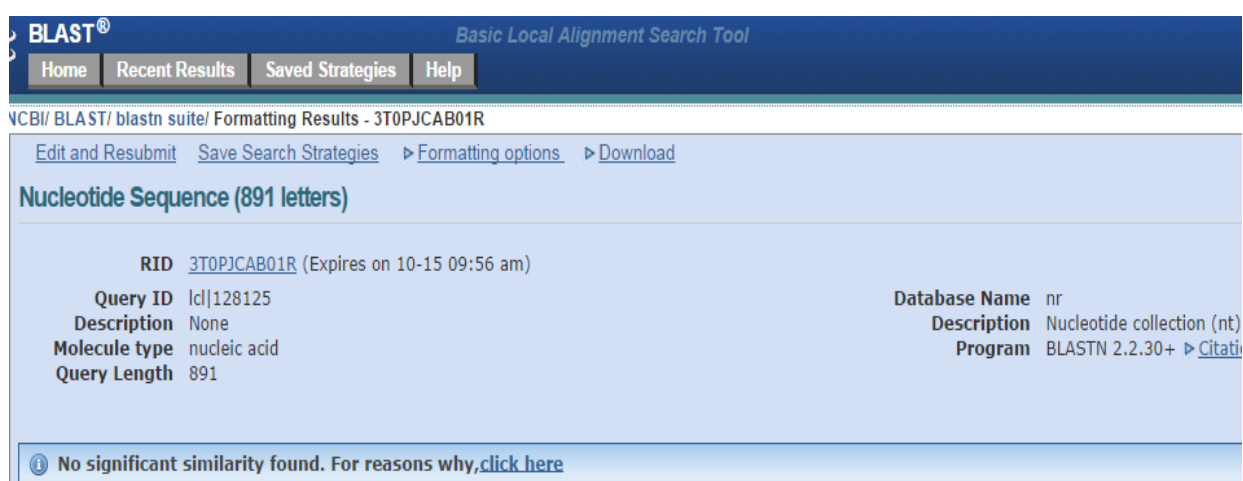 BLAST® Basic Local Alignment Search Tool
Home Recent Results Saved Strategies Help
NCBI/ BLAST/ blastn suite/ Formatting Results - 3T0PJCAB01R
Edit and Resubmit Save Search Strategies Formatting options Download
Nucleotide Sequence (891 letters)
RID 3T0PJCAB01R (Expires on 10-15 09:56 am)
Query ID lcl|128125 Database Name nr
Description None Description Nucleotide collection (nt)
Molecule type nucleic acid Program BLASTN 2.2.30+ Citati
Query Length 891
No significant similarity found. For reasons why,click here